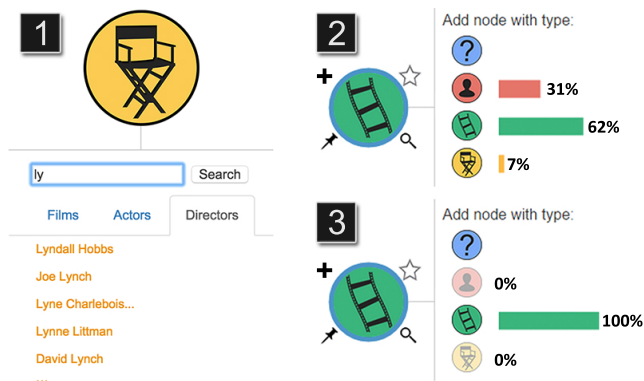 1
ly
Search
Films Actors Directors
Lyndall Hobbs
Joe Lynch
Lyne Charlebois...
Lynne Littman
David Lynch
2
Add node with type:
?
31%
62%
7%
3
Add node with type:
?
0%
100%
0%